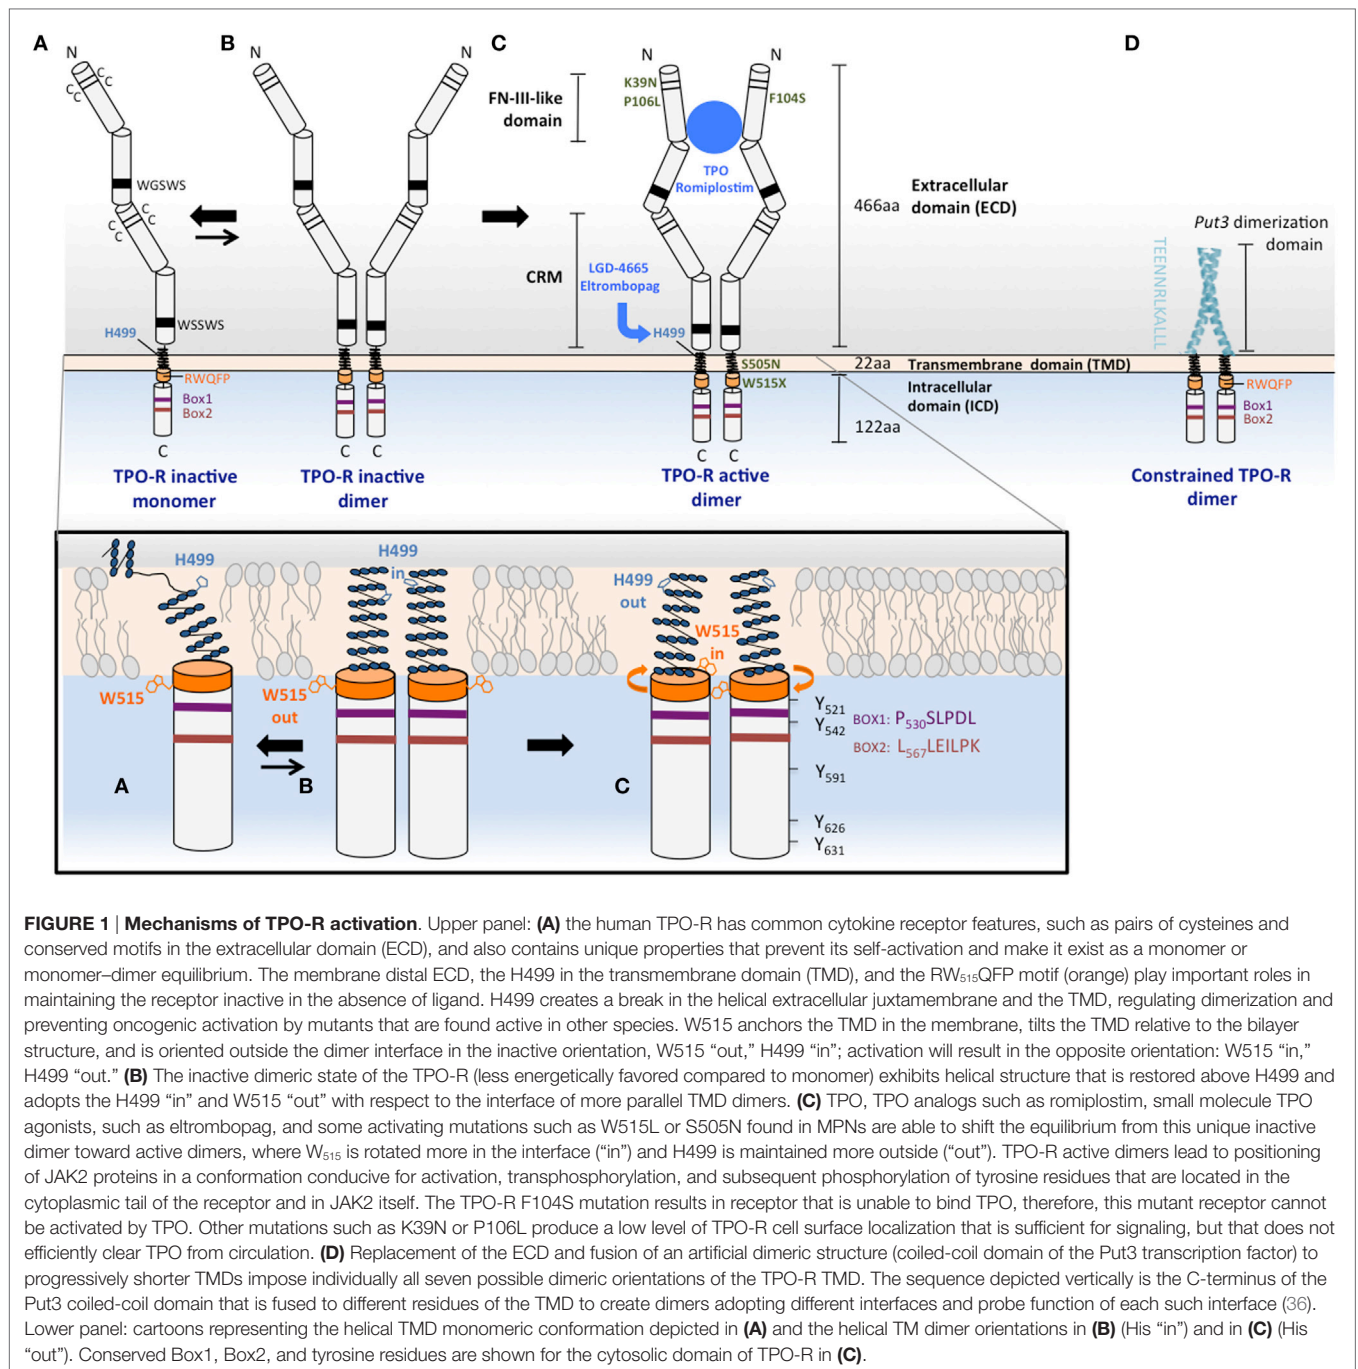 A
B
C
D
N
N
N
N
N
C
C
C
C
K39N
P106L
F104S
FN-III-like
domain
TPO
Romiplostim
WGSWS
C
C
C
C
466aa
Extracellular
domain (ECD)
Put3 dimerization
domain
TEENNRLKALLL
CRM
LGD-4665
Eltrombopag
WSSWS
H499
H499
S505N
22aa
Transmembrane domain (TMD)
RWQFP
W515X
Intracellular
domain (ICD)
RWQFP
Box1
Box2
Box1
Box2
122aa
C
C
C
C
C
TPO-R inactive
monomer
TPO-R inactive
dimer
TPO-R active
dimer
Constrained TPO-R
dimer
H499
H499
in
H499
out
W515
in
W515
W515
out
Y521
Y542
Y591
Y626
Y631
BOX1: P530SLPDL
BOX2: L567LEILPK
A
B
C
FIGURE 1 | Mechanisms of TPO-R activation. Upper panel: (A) the human TPO-R has common cytokine receptor features, such as pairs of cysteines and
conserved motifs in the extracellular domain (ECD), and also contains unique properties that prevent its self-activation and make it exist as a monomer or
monomer–dimer equilibrium. The membrane distal ECD, the H499 in the transmembrane domain (TMD), and the RW515QFP motif (orange) play important roles in
maintaining the receptor inactive in the absence of ligand. H499 creates a break in the helical extracellular juxtamembrane and the TMD, regulating dimerization and
preventing oncogenic activation by mutants that are found active in other species. W515 anchors the TMD in the membrane, tilts the TMD relative to the bilayer
structure, and is oriented outside the dimer interface in the inactive orientation, W515 “out,” H499 “in”; activation will result in the opposite orientation: W515 “in,”
H499 “out.” (B) The inactive dimeric state of the TPO-R (less energetically favored compared to monomer) exhibits helical structure that is restored above H499 and
adopts the H499 “in” and W515 “out” with respect to the interface of more parallel TMD dimers. (C) TPO, TPO analogs such as romiplostim, small molecule TPO
agonists, such as eltrombopag, and some activating mutations such as W515L or S505N found in MPNs are able to shift the equilibrium from this unique inactive
dimer toward active dimers, where W515 is rotated more in the interface (“in”) and H499 is maintained more outside (“out”). TPO-R active dimers lead to positioning
of JAK2 proteins in a conformation conducive for activation, transphosphorylation, and subsequent phosphorylation of tyrosine residues that are located in the
cytoplasmic tail of the receptor and in JAK2 itself. The TPO-R F104S mutation results in receptor that is unable to bind TPO, therefore, this mutant receptor cannot
be activated by TPO. Other mutations such as K39N or P106L produce a low level of TPO-R cell surface localization that is sufficient for signaling, but that does not
efficiently clear TPO from circulation. (D) Replacement of the ECD and fusion of an artificial dimeric structure (coiled-coil domain of the Put3 transcription factor) to
progressively shorter TMDs impose individually all seven possible dimeric orientations of the TPO-R TMD. The sequence depicted vertically is the C-terminus of the
Put3 coiled-coil domain that is fused to different residues of the TMD to create dimers adopting different interfaces and probe function of each such interface (36).
Lower panel: cartoons representing the helical TMD monomeric conformation depicted in (A) and the helical TM dimer orientations in (B) (His “in”) and in (C) (His
“out”). Conserved Box1, Box2, and tyrosine residues are shown for the cytosolic domain of TPO-R in (C).